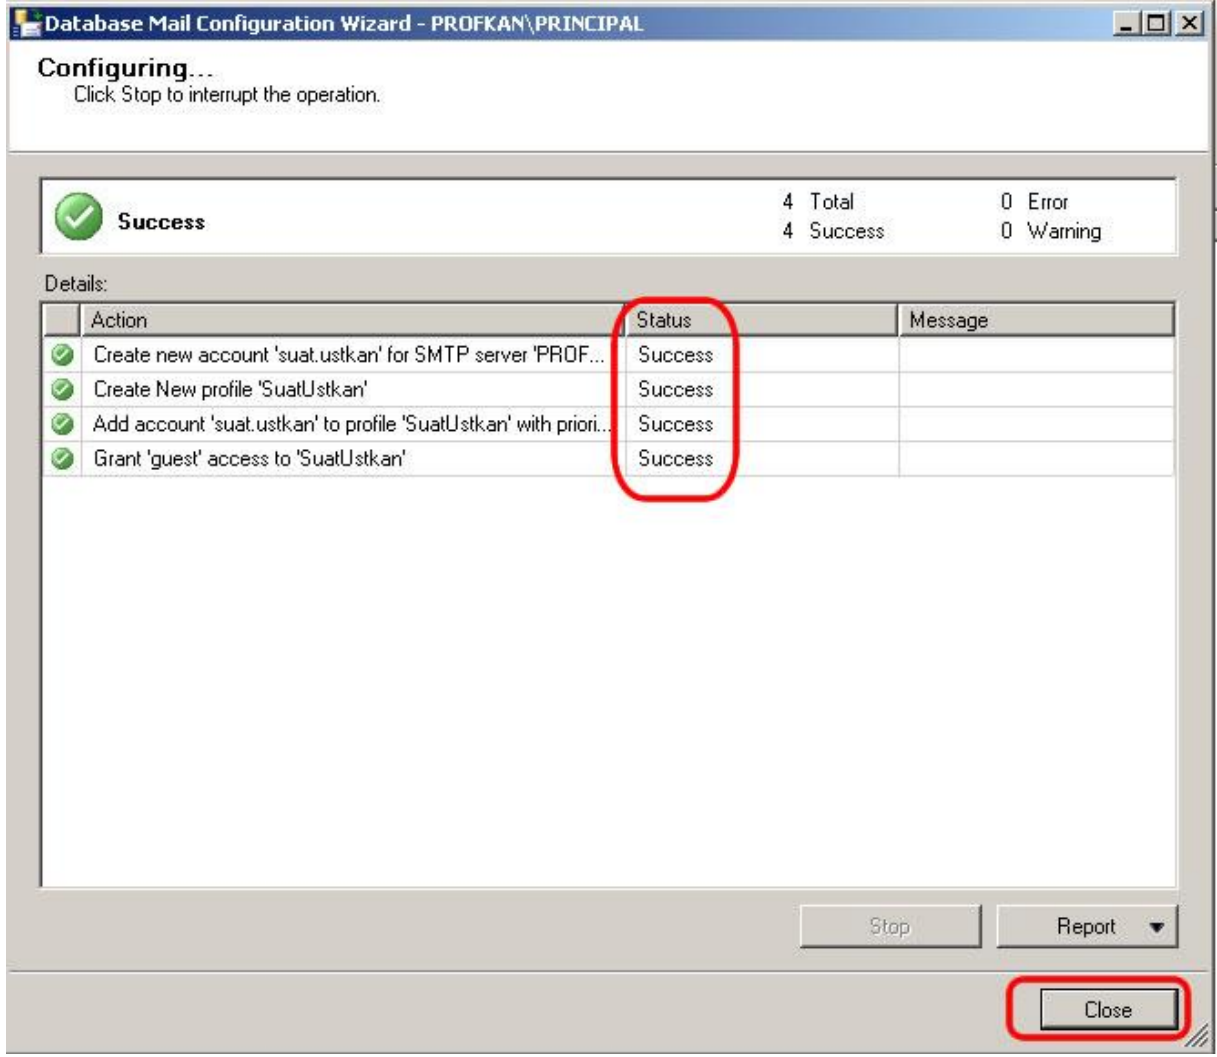 Database Mail Configuration Wizard - PROFKAN\PRINCIPAL
Configuring...
Click Stop to interrupt the operation.
Success
4 Total 0 Error
4 Success 0 Warning
Details:
Action Status Message
Create new account 'suat.ustkan' for SMTP server 'PROF... Success
Create New profile 'SuatUstkan' Success
Add account 'suat.ustkan' to profile 'SuatUstkan' with priori... Success
Grant 'guest' access to 'SuatUstkan' Success
Stop Report
Close